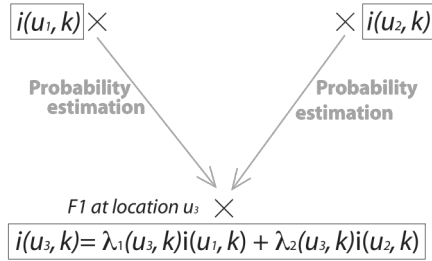 i(u₁, k)
i(u₂, k)
Probability
estimation
Probability
estimation
F1 at location u₃
i(u₃, k)= λ₁(u₃, k)i(u₁, k) + λ₂(u₃, k)i(u₂, k)